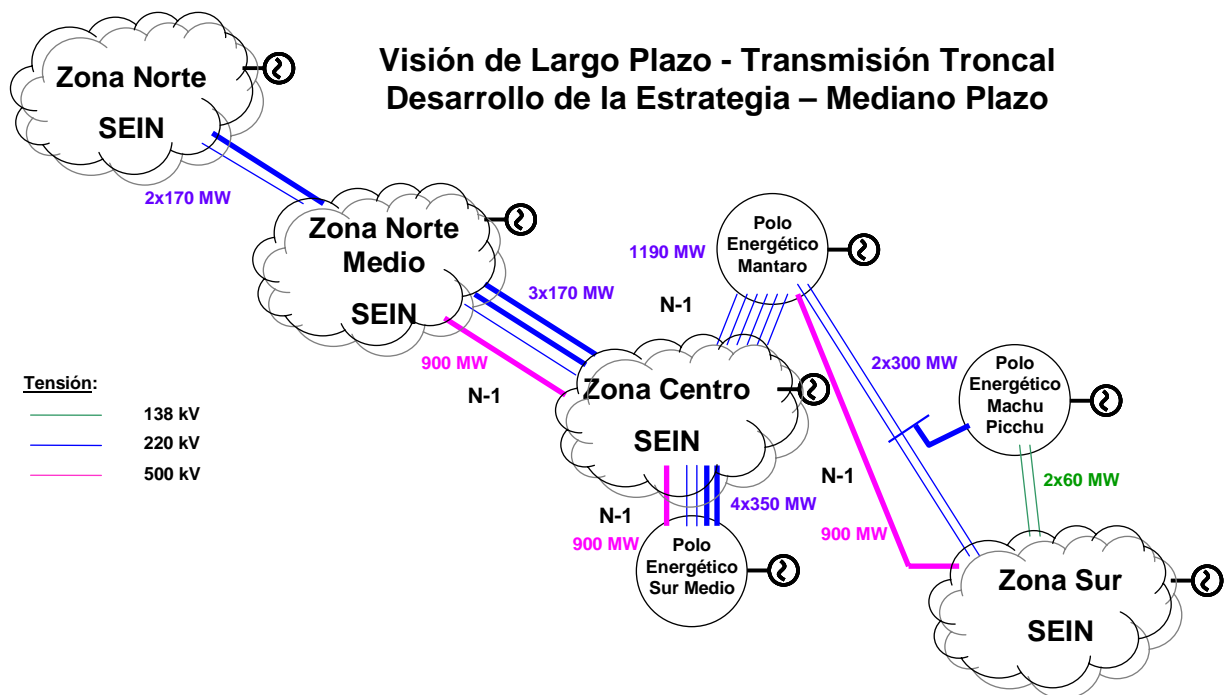 Visión de Largo Plazo - Transmisión Troncal
Desarrollo de la Estrategia – Mediano Plazo
Zona Norte
SEIN
2x170 MW
Zona Norte
Medio
SEIN
3x170 MW
900 MW
N-1
Polo
Energético
Mantaro
1190 MW
N-1
Zona Centro
SEIN
2x300 MW
Polo
Energético
Machu
Picchu
N-1
2x60 MW
900 MW
4x350 MW
N-1
900 MW
Polo
Energético
Sur Medio
Zona Sur
SEIN
Tensión:
138 kV
220 kV
500 kV